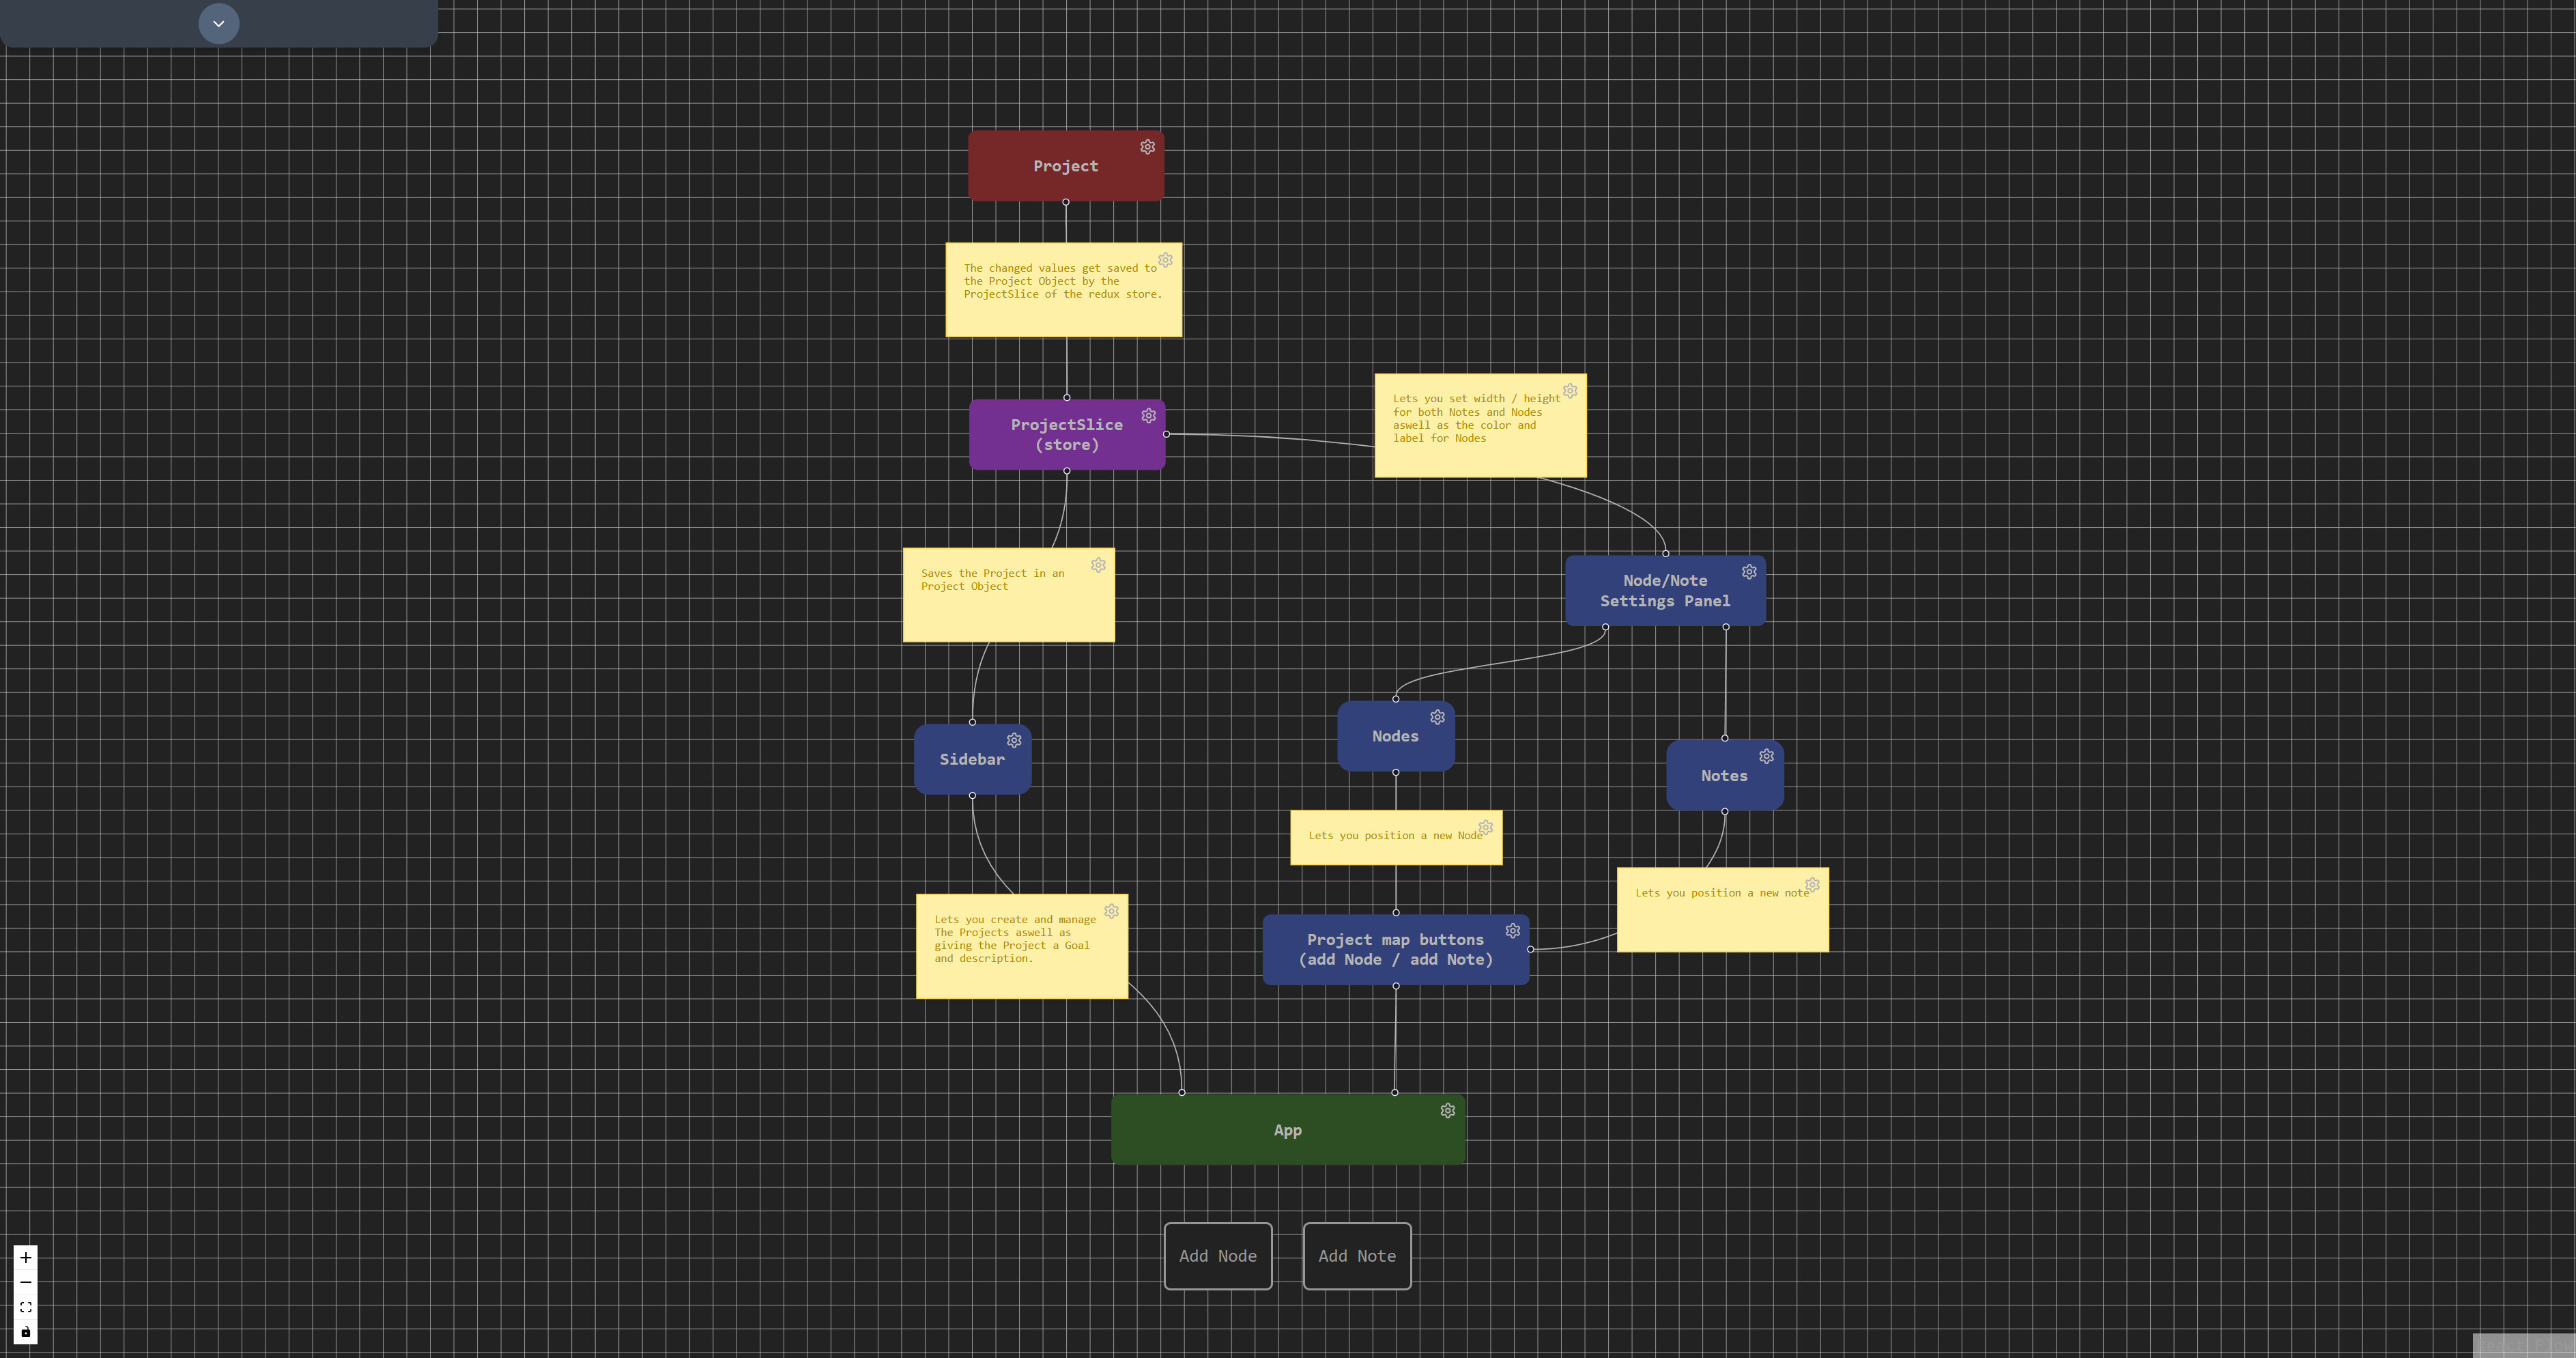 Project
The changed values get saved to
the Project Object by the
ProjectSlice of the redux store.
Lets you set width / height
for both Notes and Nodes
aswell as the color and
label for Nodes
ProjectSlice
(store)
Saves the Project in an
Project Object
Node/Note
Settings Panel
Nodes
Sidebar
Notes
Lets you position a new Node
Lets you position a new note
Lets you create and manage
The Projects aswell as
giving the Project a Goal
and description.
Project map buttons
(add Node / add Note)
App
Add Node
Add Note